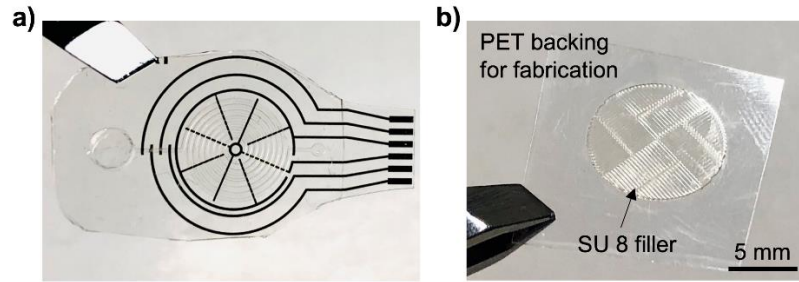 a)
b)
PET backing
for fabrication
SU 8 filler
5 mm